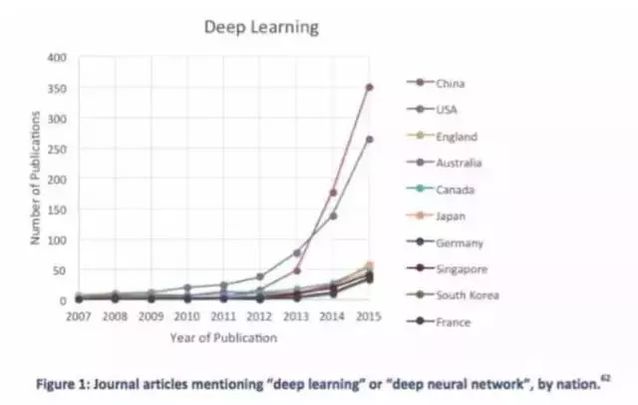 Deep Learning
400
350
300
250
200
150
100
50
0
Number of Publications
2007 2008 2009 2010 2011 2012 2013 2014 2015
Year of Publication
China
USA
England
Australia
Canada
Japan
Germany
Singapore
South Korea
France
Figure 1: Journal articles mentioning "deep learning" or "deep neural network", by nation.62